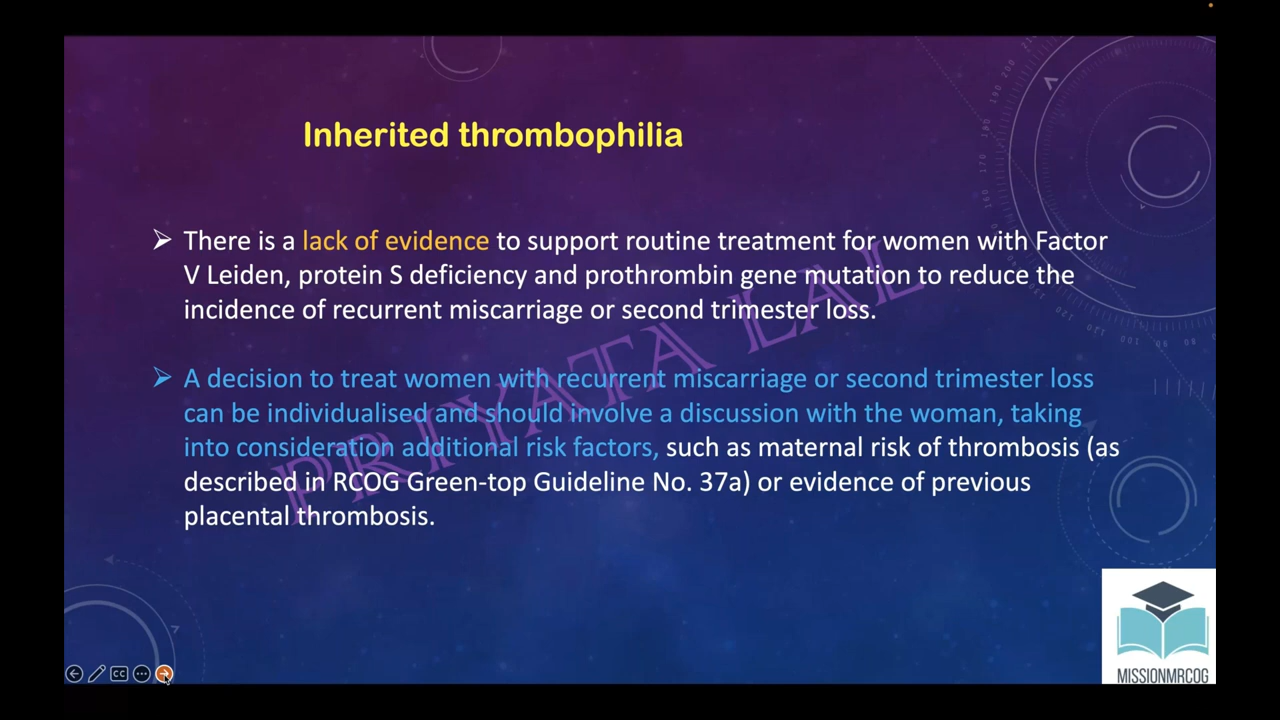 Inherited thrombophilia
➢ There is a lack of evidence to support routine treatment for women with Factor
V Leiden, protein S deficiency and prothrombin gene mutation to reduce the
incidence of recurrent miscarriage or second trimester loss.
➢ A decision to treat women with recurrent miscarriage or second trimester loss
can be individualised and should involve a discussion with the woman, taking
into consideration additional risk factors, such as maternal risk of thrombosis (as
described in RCOG Green-top Guideline No. 37a) or evidence of previous
placental thrombosis.
PRIYATA LAL
CC
MISSIONMRCOG